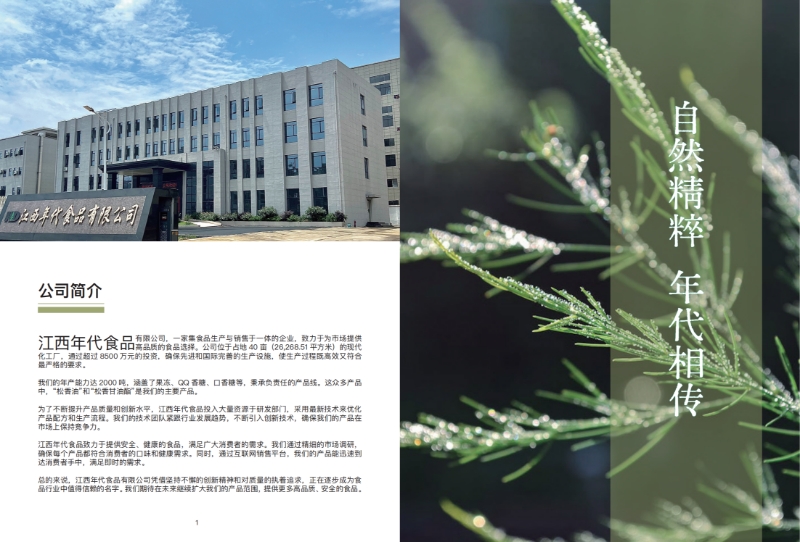 江西年代食品有限公司
公司简介
江西年代食品有限公司，一家集食品生产与销售于一体的企业，致力于为市场提供
高品质的食品选择。公司位于占地 40 亩（26,268.51 平方米）的现代
化工厂，通过超过 8500 万元的投资，确保先进和国际完善的生产设施，使生产过程既高效又符合
最严格的要求。
我们的年产能力达 2000 吨，涵盖了果冻、QQ 香糖、口香糖等，秉承负责任的产品线。这众多产品
中，“松香油”和“松香甘油酯”是我们的主要产品。
为了不断提升产品质量和创新水平，江西年代食品投入大量资源于研发部门，采用最新技术来优化
产品配方和生产流程。我们的技术团队紧跟行业发展趋势，不断引入创新技术，确保我们的产品在
市场上保持竞争力。
江西年代食品致力于提供安全、健康的食品，满足广大消费者的需求。我们通过精细的市场调研，
确保每个产品都符合消费者的口味和健康需求。同时，通过互联网销售平台，我们的产品能迅速到
达消费者手中，满足即时的需求。
总的来说，江西年代食品有限公司凭借坚持不懈的创新精神和对质量的执着追求，正在逐步成为食
品行业中值得信赖的名字。我们期待在未来继续扩大我们的产品范围，提供更多高品质、安全的食品。
1
自然精粹 年代相传